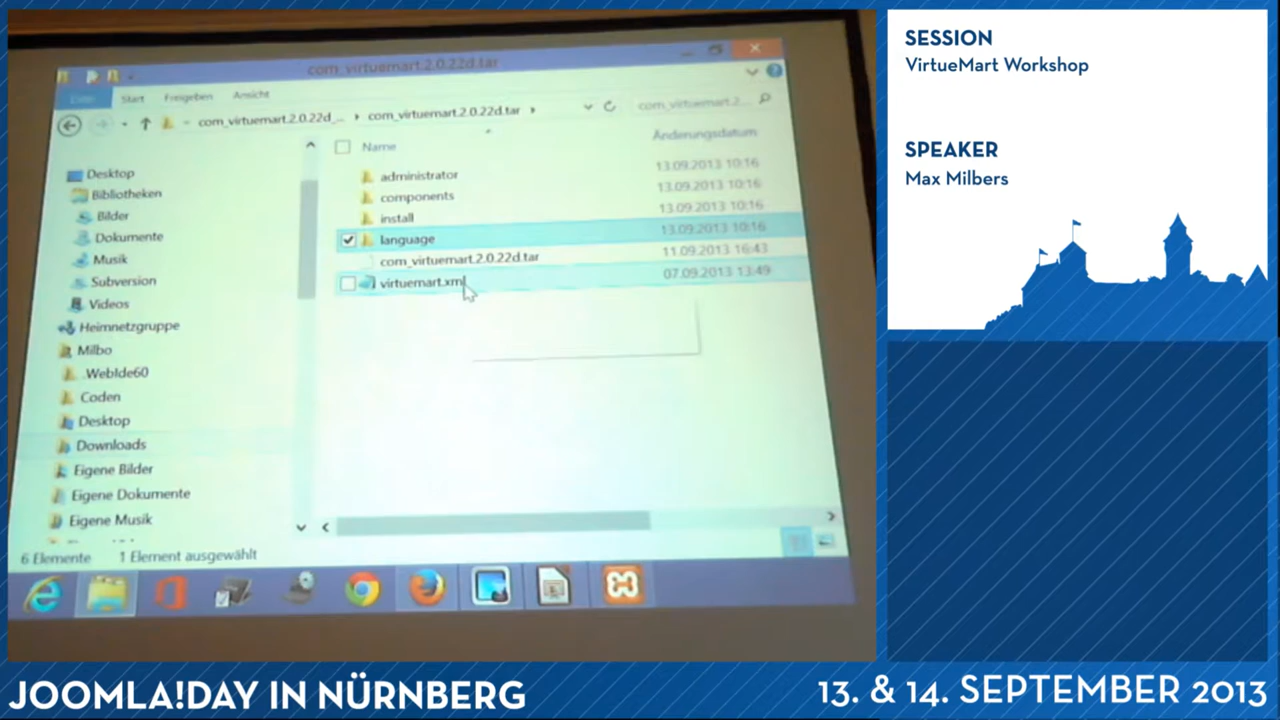 com_virtuemart.2.0.22d.tar
Datei Start Freigeben Ansicht
com_virtuemart.2.0.22d_... com_virtuemart.2.0.22d.tar com_virtuemart.2...
Name Änderungsdatum
administrator 13.09.2013 10:16
components 13.09.2013 10:16
install 13.09.2013 10:16
language 13.09.2013 10:16
com_virtuemart.2.0.22d.tar 11.09.2013 16:43
virtuemart.xml 07.09.2013 13:49
Desktop
Bibliotheken
Bilder
Dokumente
Musik
Subversion
Videos
Heimnetzgruppe
Milbo
.WebIde60
Coden
Desktop
Downloads
Eigene Bilder
Eigene Dokumente
Eigene Musik
6 Elemente 1 Element ausgewählt
SESSION
VirtueMart Workshop
SPEAKER
Max Milbers
JOOMLA!DAY IN NÜRNBERG
13. & 14. SEPTEMBER 2013